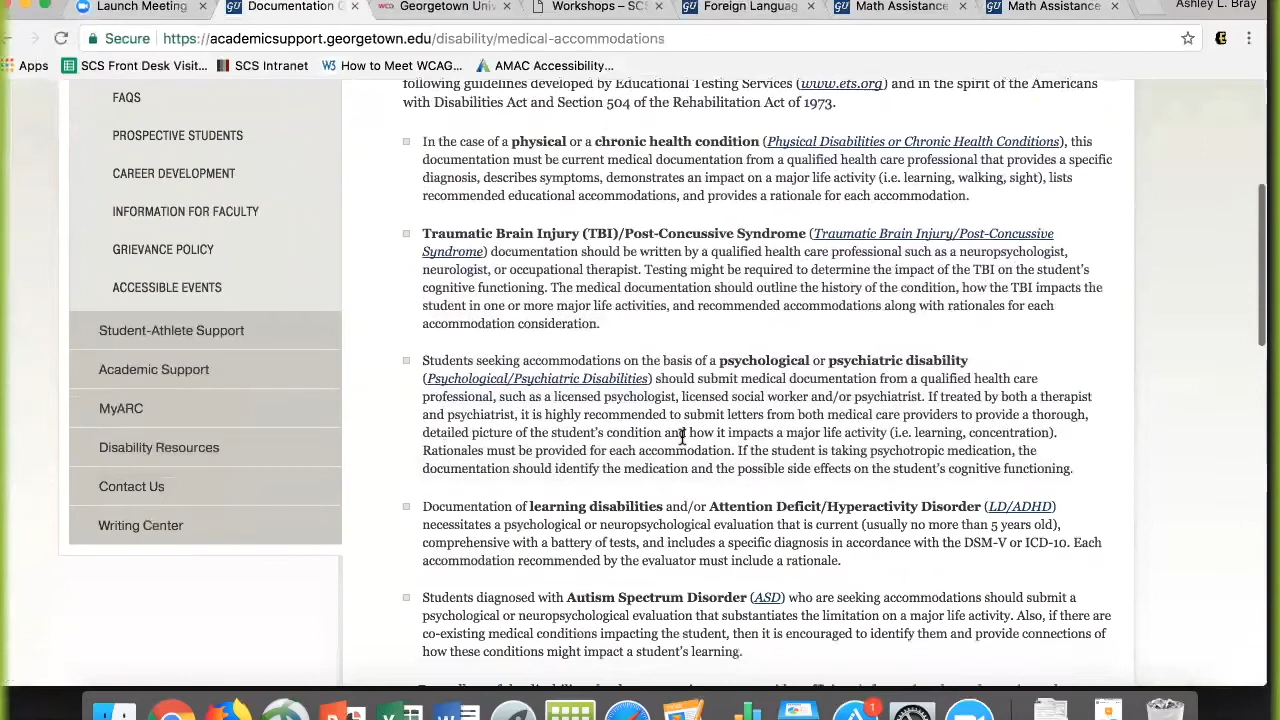 Launch Meeting
Documentation G
Georgetown Univ
Workshops – SCS
Foreign Languag
Math Assistance
Math Assistance
Ashley L. Bray
Secure
https://academicsupport.georgetown.edu/disability/medical-accommodations
Apps
SCS Front Desk Visit...
SCS Intranet
How to Meet WCAG...
AMAC Accessibility...
FAQS
PROSPECTIVE STUDENTS
CAREER DEVELOPMENT
INFORMATION FOR FACULTY
GRIEVANCE POLICY
ACCESSIBLE EVENTS
Student-Athlete Support
Academic Support
MyARC
Disability Resources
Contact Us
Writing Center
following guidelines developed by Educational Testing Services (www.ets.org) and in the spirit of the Americans
with Disabilities Act and Section 504 of the Rehabilitation Act of 1973.
In the case of a physical or a chronic health condition (Physical Disabilities or Chronic Health Conditions), this
documentation must be current medical documentation from a qualified health care professional that provides a specific
diagnosis, describes symptoms, demonstrates an impact on a major life activity (i.e. learning, walking, sight), lists
recommended educational accommodations, and provides a rationale for each accommodation.
Traumatic Brain Injury (TBI)/Post-Concussive Syndrome (Traumatic Brain Injury/Post-Concussive
Syndrome) documentation should be written by a qualified health care professional such as a neuropsychologist,
neurologist, or occupational therapist. Testing might be required to determine the impact of the TBI on the student's
cognitive functioning. The medical documentation should outline the history of the condition, how the TBI impacts the
student in one or more major life activities, and recommended accommodations along with rationales for each
accommodation consideration.
Students seeking accommodations on the basis of a psychological or psychiatric disability
(Psychological/Psychiatric Disabilities) should submit medical documentation from a qualified health care
professional, such as a licensed psychologist, licensed social worker and/or psychiatrist. If treated by both a therapist
and psychiatrist, it is highly recommended to submit letters from both medical care providers to provide a thorough,
detailed picture of the student's condition and how it impacts a major life activity (i.e. learning, concentration).
Rationales must be provided for each accommodation. If the student is taking psychotropic medication, the
documentation should identify the medication and the possible side effects on the student's cognitive functioning.
Documentation of learning disabilities and/or Attention Deficit/Hyperactivity Disorder (LD/ADHD)
necessitates a psychological or neuropsychological evaluation that is current (usually no more than 5 years old),
comprehensive with a battery of tests, and includes a specific diagnosis in accordance with the DSM-V or ICD-10. Each
accommodation recommended by the evaluator must include a rationale.
Students diagnosed with Autism Spectrum Disorder (ASD) who are seeking accommodations should submit a
psychological or neuropsychological evaluation that substantiates the limitation on a major life activity. Also, if there are
co-existing medical conditions impacting the student, then it is encouraged to identify them and provide connections of
how these conditions might impact a student's learning.
1